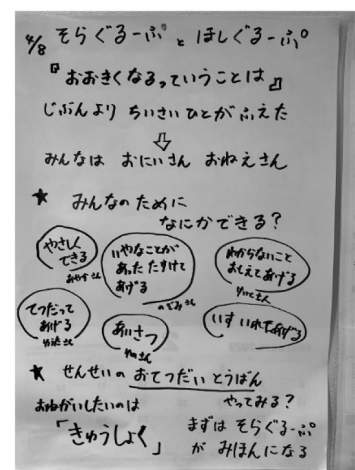 4/8 そらぐるーぷ と ほしぐるーぷ
『おおきくなるっていうことは』
じぶんより ちいさいひとが ふえた
⇩
みんなは おにいさん おねえさん
★ みんなのために
なにができる?
やさしく
できる
いやなことが
あった たすけて
あげる
のぞみさん
わからないこと
おしえてあげる
てつだって
あげる
あいさつ
いす いれてあげる
★ せんせいの おてつだい とうばん
やってみる?
おねがいしたいのは
「きゅうしょく」
まずは そらぐるーぷ
が みほんになる